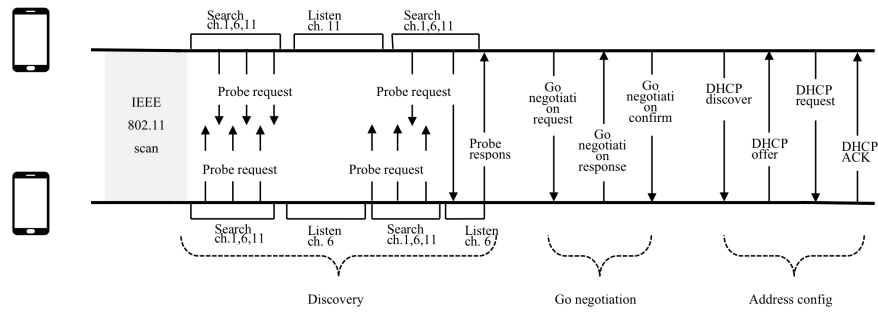 Search
ch.1,6,11
Listen
ch. 11
Search
ch.1,6,11
IEEE
802.11
scan
Probe request
Probe request
Probe request
Probe request
Probe
respons
Go
negotiati
on
request
Go
negotiati
on
response
Go
negotiati
on
confirm
DHCP
discover
DHCP
offer
DHCP
request
DHCP
ACK
Search
ch.1,6,11
Listen
ch. 6
Search
ch.1,6,11
Listen
ch. 6
Discovery
Go negotiation
Address config